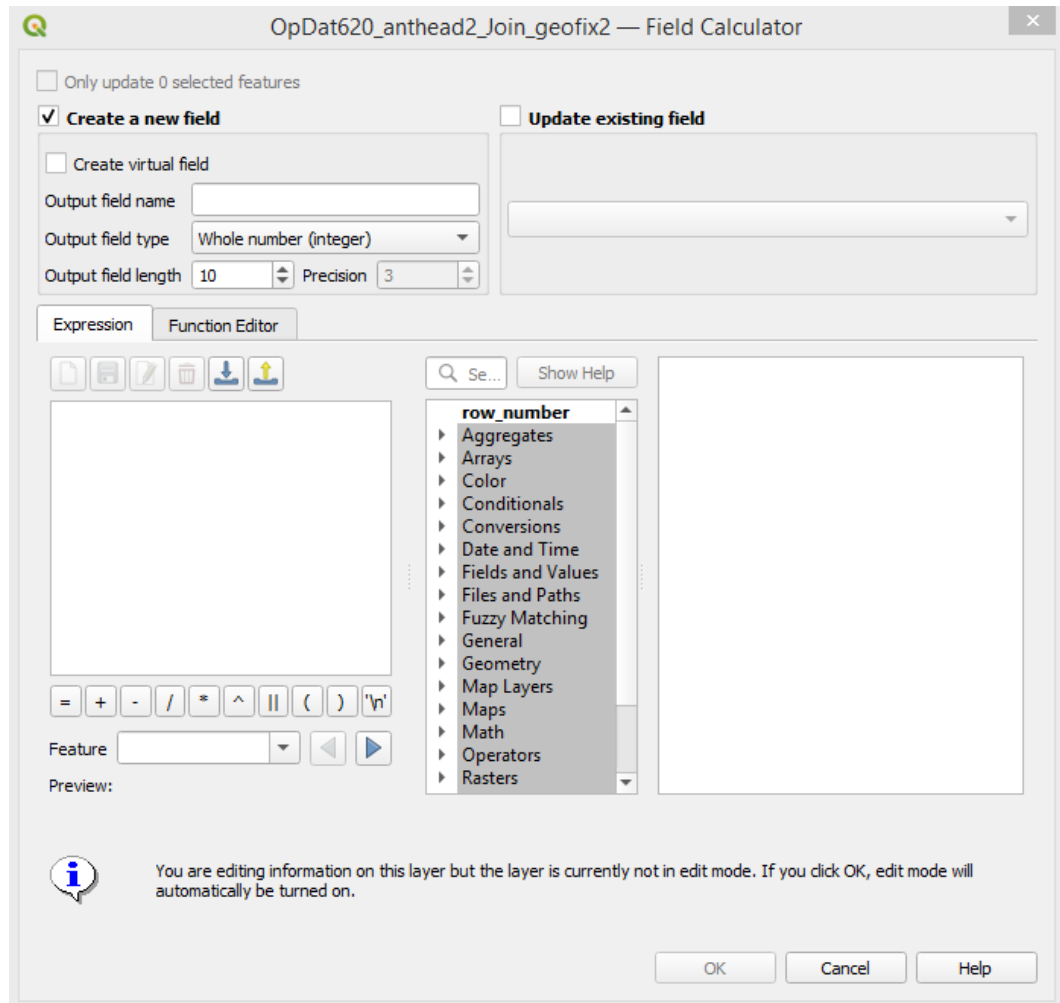 OpDat620_anthead2_Join_geofix2 — Field Calculator
Only update 0 selected features
Create a new field
Update existing field
Create virtual field
Output field name
Output field type Whole number (integer)
Output field length 10 Precision 3
Expression Function Editor
Se... Show Help
row_number
Aggregates
Arrays
Color
Conditionals
Conversions
Date and Time
Fields and Values
Files and Paths
Fuzzy Matching
General
Geometry
Map Layers
Maps
Math
Operators
Rasters
= + - / * ^ || ( ) '\n'
Feature
Preview:
You are editing information on this layer but the layer is currently not in edit mode. If you click OK, edit mode will
automatically be turned on.
OK Cancel Help